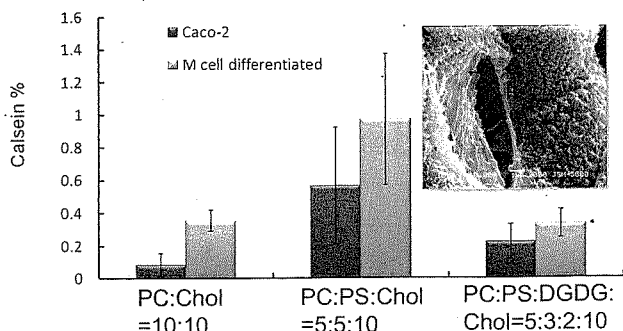 1.6
1.4
1.2
1.0
0.8
0.6
0.4
0.2
0
Calsein %
Caco-2
M cell differentiated
PC:Chol
=10:10
PC:PS:Chol
=5:5:10
PC:PS:DGDG:
Chol=5:3:2:10